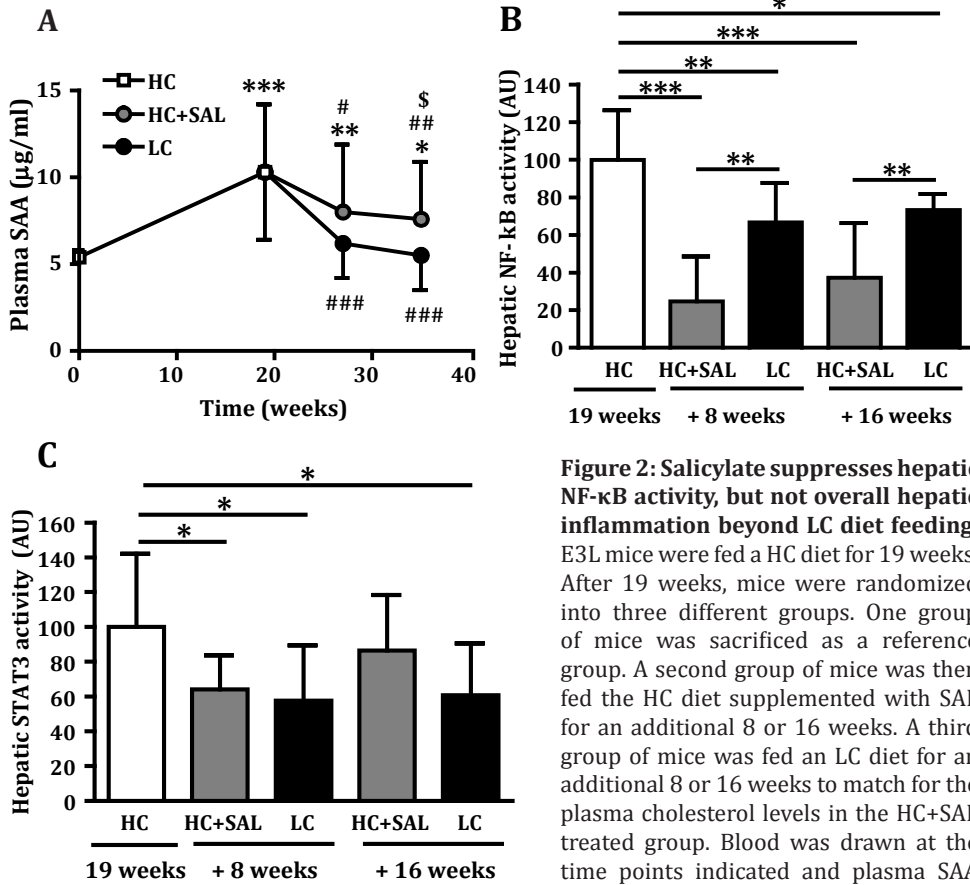 A
HC
HC+SAL
LC
***
#
**
$
##
*
###
###
Plasma SAA (µg/ml)
15
10
5
0
0 10 20 30 40
Time (weeks)
B
*
***
**
***
**
**
Hepatic NF-kB activity (AU)
140
120
100
80
60
40
20
0
HC HC+SAL LC HC+SAL LC
19 weeks + 8 weeks + 16 weeks
C
*
*
*
Hepatic STAT3 activity (AU)
160
140
120
100
80
60
40
20
0
HC HC+SAL LC HC+SAL LC
19 weeks + 8 weeks + 16 weeks
Figure 2: Salicylate suppresses hepatic
NF-κB activity, but not overall hepatic
inflammation beyond LC diet feeding
E3L mice were fed a HC diet for 19 weeks
After 19 weeks, mice were randomized
into three different groups. One group
of mice was sacrificed as a reference
group. A second group of mice was then
fed the HC diet supplemented with SAL
for an additional 8 or 16 weeks. A third
group of mice was fed an LC diet for an
additional 8 or 16 weeks to match for the
plasma cholesterol levels in the HC+SAL
treated group. Blood was drawn at the
time points indicated and plasma SAA